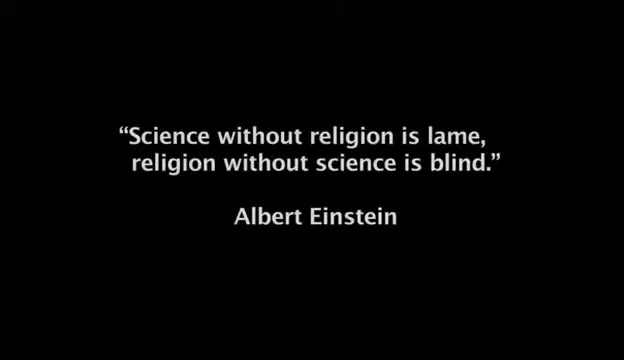 “Science without religion is lame,
religion without science is blind.”
Albert Einstein